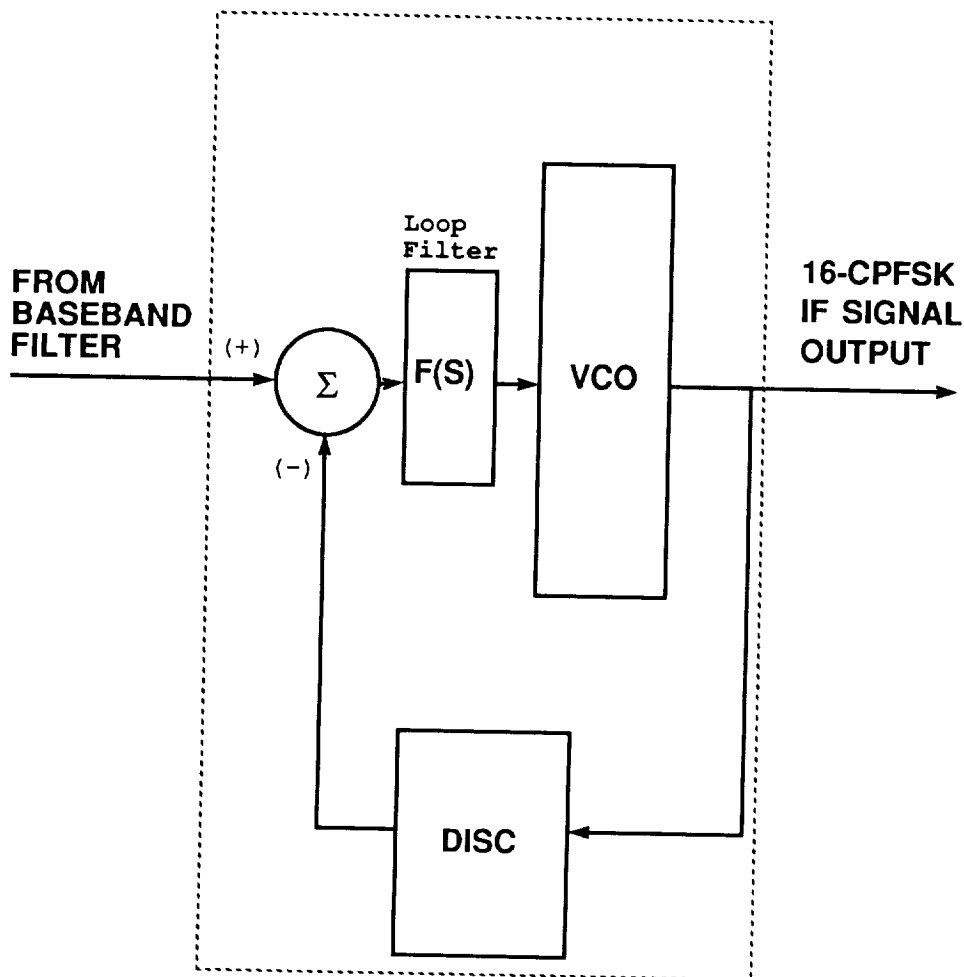 Loop
Filter
FROM
BASEBAND
FILTER
(+)
Σ
F(S)
VCO
16-CPFSK
IF SIGNAL
OUTPUT
(-)
DISC